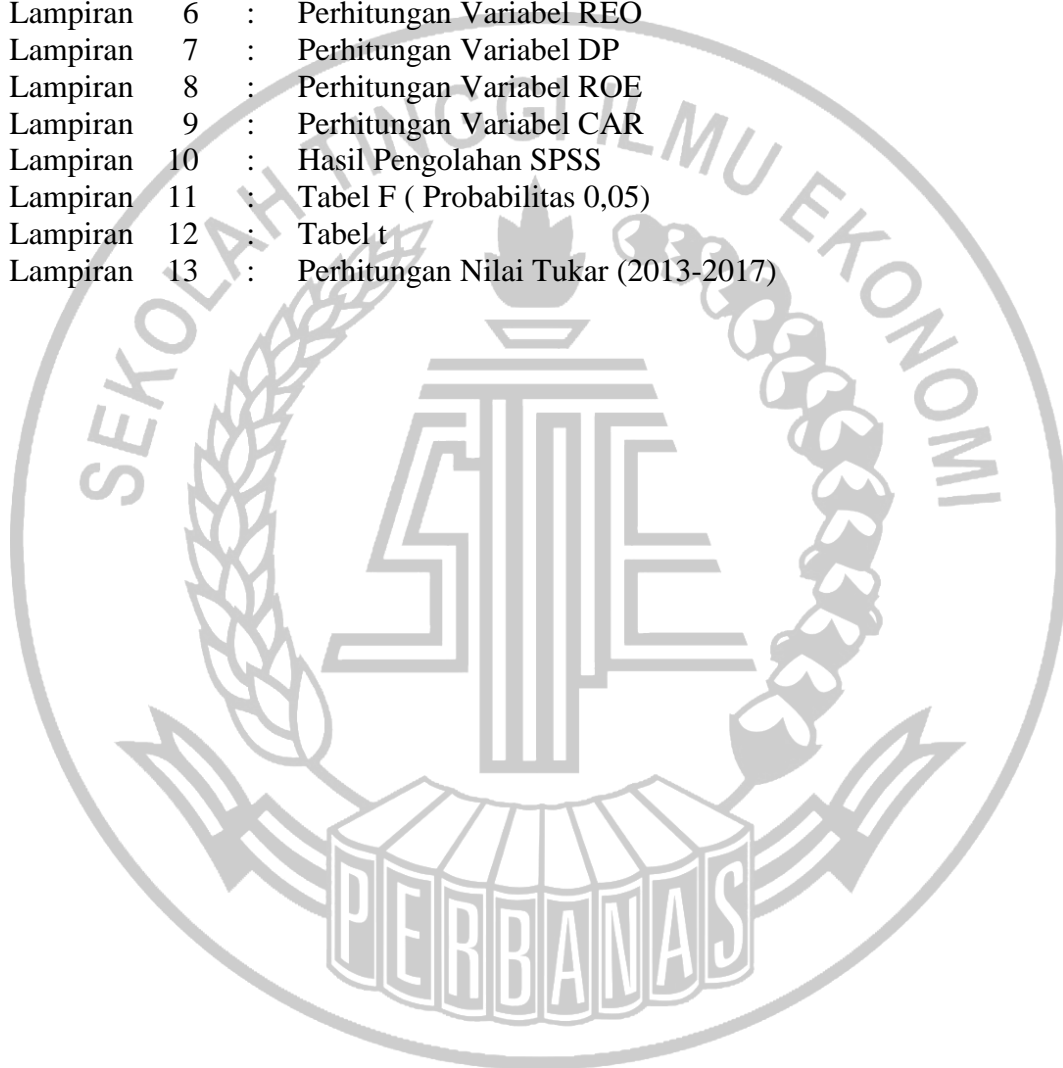 Lampiran 6 : Perhitungan Variabel REO
Lampiran 7 : Perhitungan Variabel DP
Lampiran 8 : Perhitungan Variabel ROE
Lampiran 9 : Perhitungan Variabel CAR
Lampiran 10 : Hasil Pengolahan SPSS
Lampiran 11 : Tabel F ( Probabilitas 0,05)
Lampiran 12 : Tabel t
Lampiran 13 : Perhitungan Nilai Tukar (2013-2017)
SEKOLAH TINGGI ILMU EKONOMI
STIE
PERBANAS